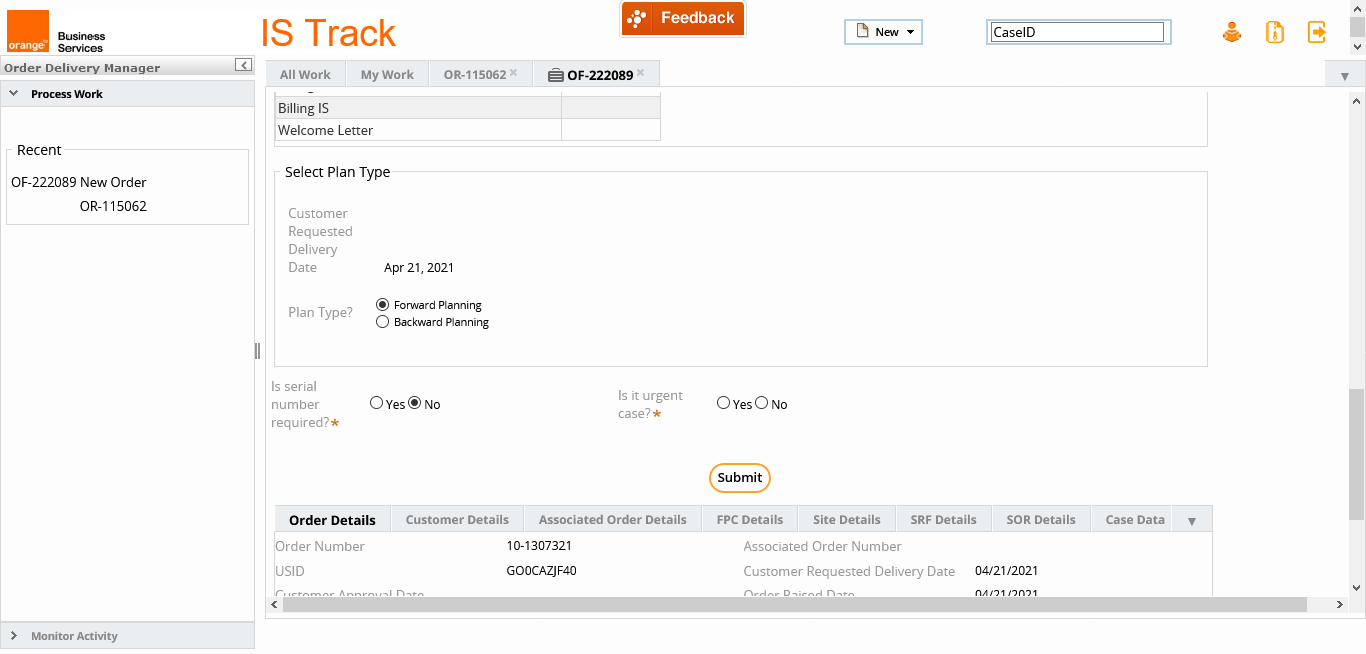 orange™
Business
Services
IS Track
Feedback
New
CaseID
Order Delivery Manager
Process Work
Recent
OF-222089 New Order
OR-115062
Monitor Activity
All Work
My Work
OR-115062
OF-222089
Billing IS
Welcome Letter
Select Plan Type
Customer
Requested
Delivery
Date
Apr 21, 2021
Plan Type?
Forward Planning
Backward Planning
Is serial
number
required?*
Yes No
Is it urgent
case?*
Yes No
Submit
Order Details
Customer Details
Associated Order Details
FPC Details
Site Details
SRF Details
SOR Details
Case Data
Order Number
10-1307321
Associated Order Number
USID
GO0CAZJF40
Customer Requested Delivery Date
04/21/2021
Customer Approval Date
Order Raised Date
04/21/2021